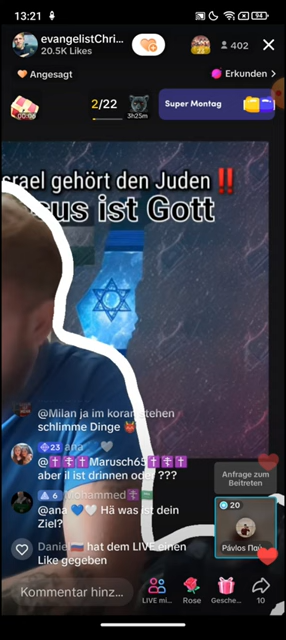 13:21
94
evangelistChri...
20.5K Likes
402
Angesagt
Erkunden >
00:06
2/22
3h25m
Super Montag
srael gehört den Juden ‼️
sus ist Gott
@Milan ja im koran stehen
schlimme Dinge
23 ana 🤍
@✝️☦️✝️Marusch65✝️☦️✝️
aber il ist drinnen oder ???
6 Mohammed
@ana 💙🤍 Hä was ist dein
Ziel?
Daniel hat dem LIVE einen
Like gegeben
Anfrage zum
Beitreten
20
Pávlos Παύ
Kommentar hinz...
LIVE mi...
Rose
Gesche...
10